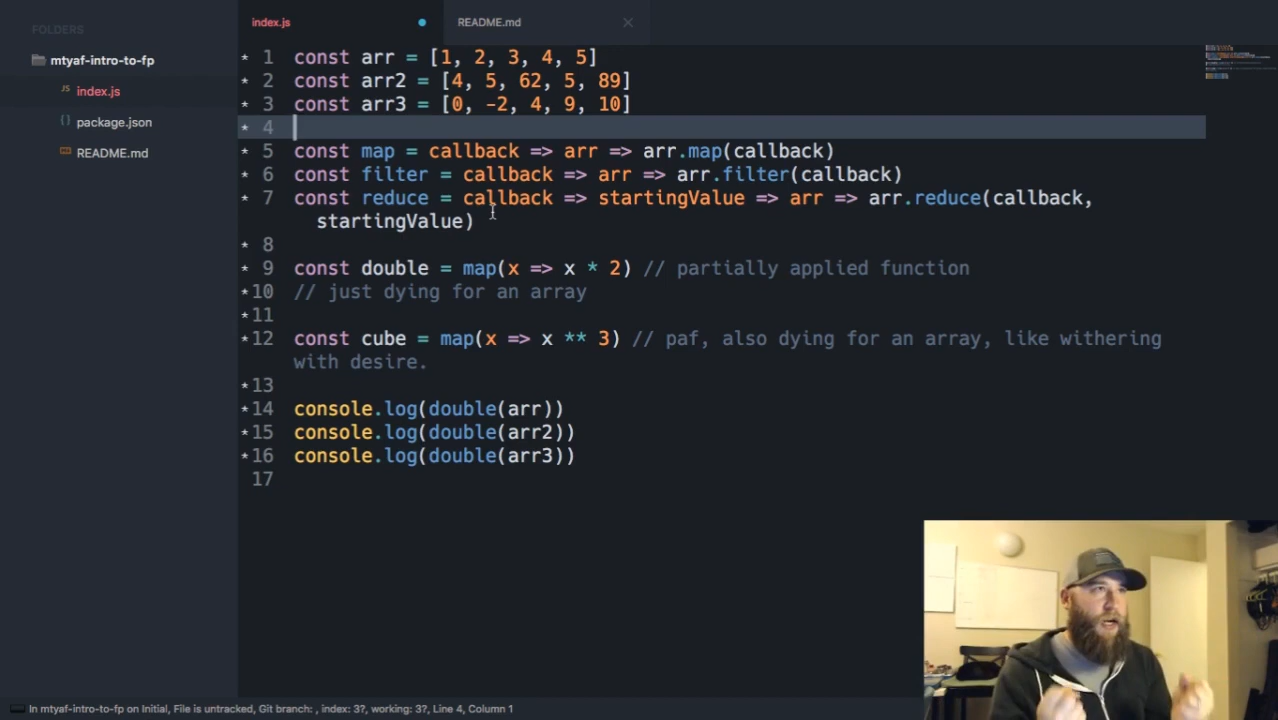 FOLDERS
mtyaf-intro-to-fp
index.js
package.json
README.md
index.js
README.md
* 1 const arr = [1, 2, 3, 4, 5]
* 2 const arr2 = [4, 5, 62, 5, 89]
* 3 const arr3 = [0, -2, 4, 9, 10]
* 4
* 5 const map = callback => arr => arr.map(callback)
* 6 const filter = callback => arr => arr.filter(callback)
* 7 const reduce = callback => startingValue => arr => arr.reduce(callback,
startingValue)
* 8
* 9 const double = map(x => x * 2) // partially applied function
* 10 // just dying for an array
* 11
* 12 const cube = map(x => x ** 3) // paf, also dying for an array, like withering
with desire.
* 13
* 14 console.log(double(arr))
* 15 console.log(double(arr2))
* 16 console.log(double(arr3))
17
In mtyaf-intro-to-fp on Initial, File is untracked, Git branch: , index: 3?, working: 3?, Line 4, Column 1